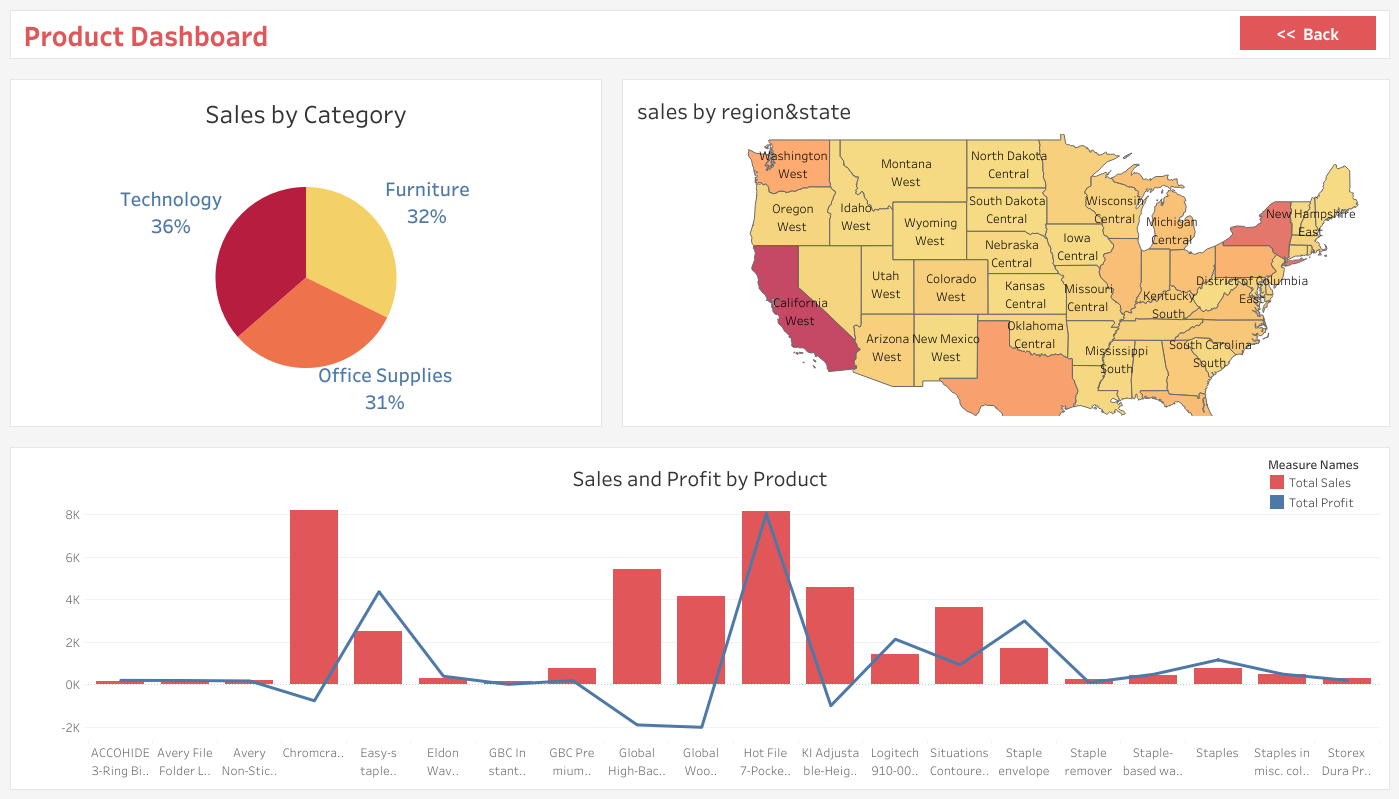 Product Dashboard
<< Back
Sales by Category
Technology
36%
Furniture
32%
Office Supplies
31%
sales by region&state
Washington
West
Montana
West
North Dakota
Central
Oregon
West
Idaho
West
Wyoming
West
South Dakota
Central
Wisconsin
Central
Michigan
Central
New Hampshire
East
Nebraska
Central
Iowa
Central
Utah
West
Colorado
West
Kansas
Central
Missouri
Central
Kentucky
South
District of Columbia
East
California
West
Arizona
West
New Mexico
West
Oklahoma
Central
Mississippi
South
South Carolina
South
Sales and Profit by Product
Measure Names
Total Sales
Total Profit
8K
6K
4K
2K
0K
-2K
ACCOHIDE
3-Ring Bi..
Avery File
Folder L..
Avery
Non-Stic..
Chromcra..
Easy-s
taple..
Eldon
Wav..
GBC In
stant..
GBC Pre
mium..
Global
High-Bac..
Global
Woo..
Hot File
7-Pocke..
KI Adjusta
ble-Heig..
Logitech
910-00..
Situations
Contoure..
Staple
envelope
Staple
remover
Staple-
based wa..
Staples
Staples in
misc. col..
Storex
Dura Pr..